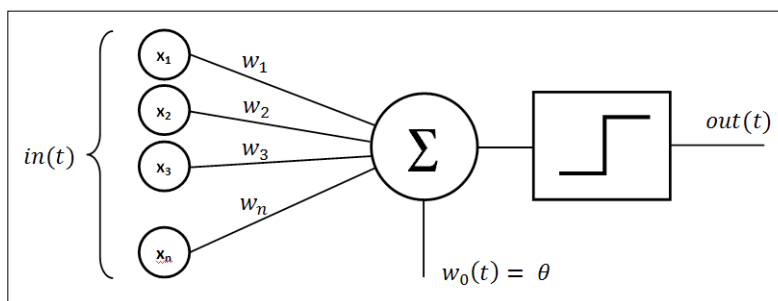 in(t)
x₁
x₂
x₃
xₙ
w₁
w₂
w₃
wₙ
Σ
w₀(t) = θ
out(t)